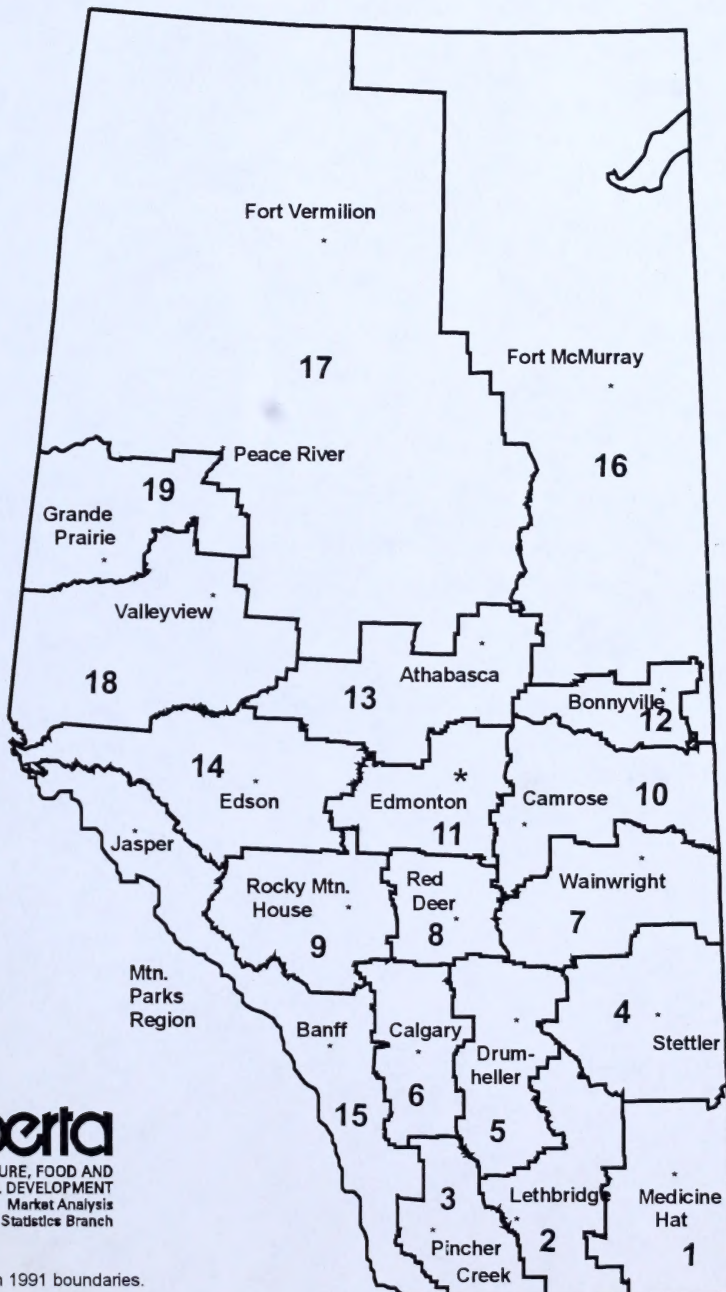 Fort Vermilion
17
Fort McMurray
16
Peace River
19
Grande
Prairie
Valleyview
18
Athabasca
13
Bonnyville
12
14
Edson
Edmonton
11
Camrose
10
Jasper
Rocky Mtn.
House
9
Red
Deer
8
Wainwright
7
Mtn.
Parks
Region
Banff
15
Calgary
6
Drum-
heller
5
4
Stettler
3
Pincher
Creek
Lethbridge
2
Medicine
Hat
1
FOOD AND
DEVELOPMENT
Market Analysis
Statistics Branch
1991 boundaries.